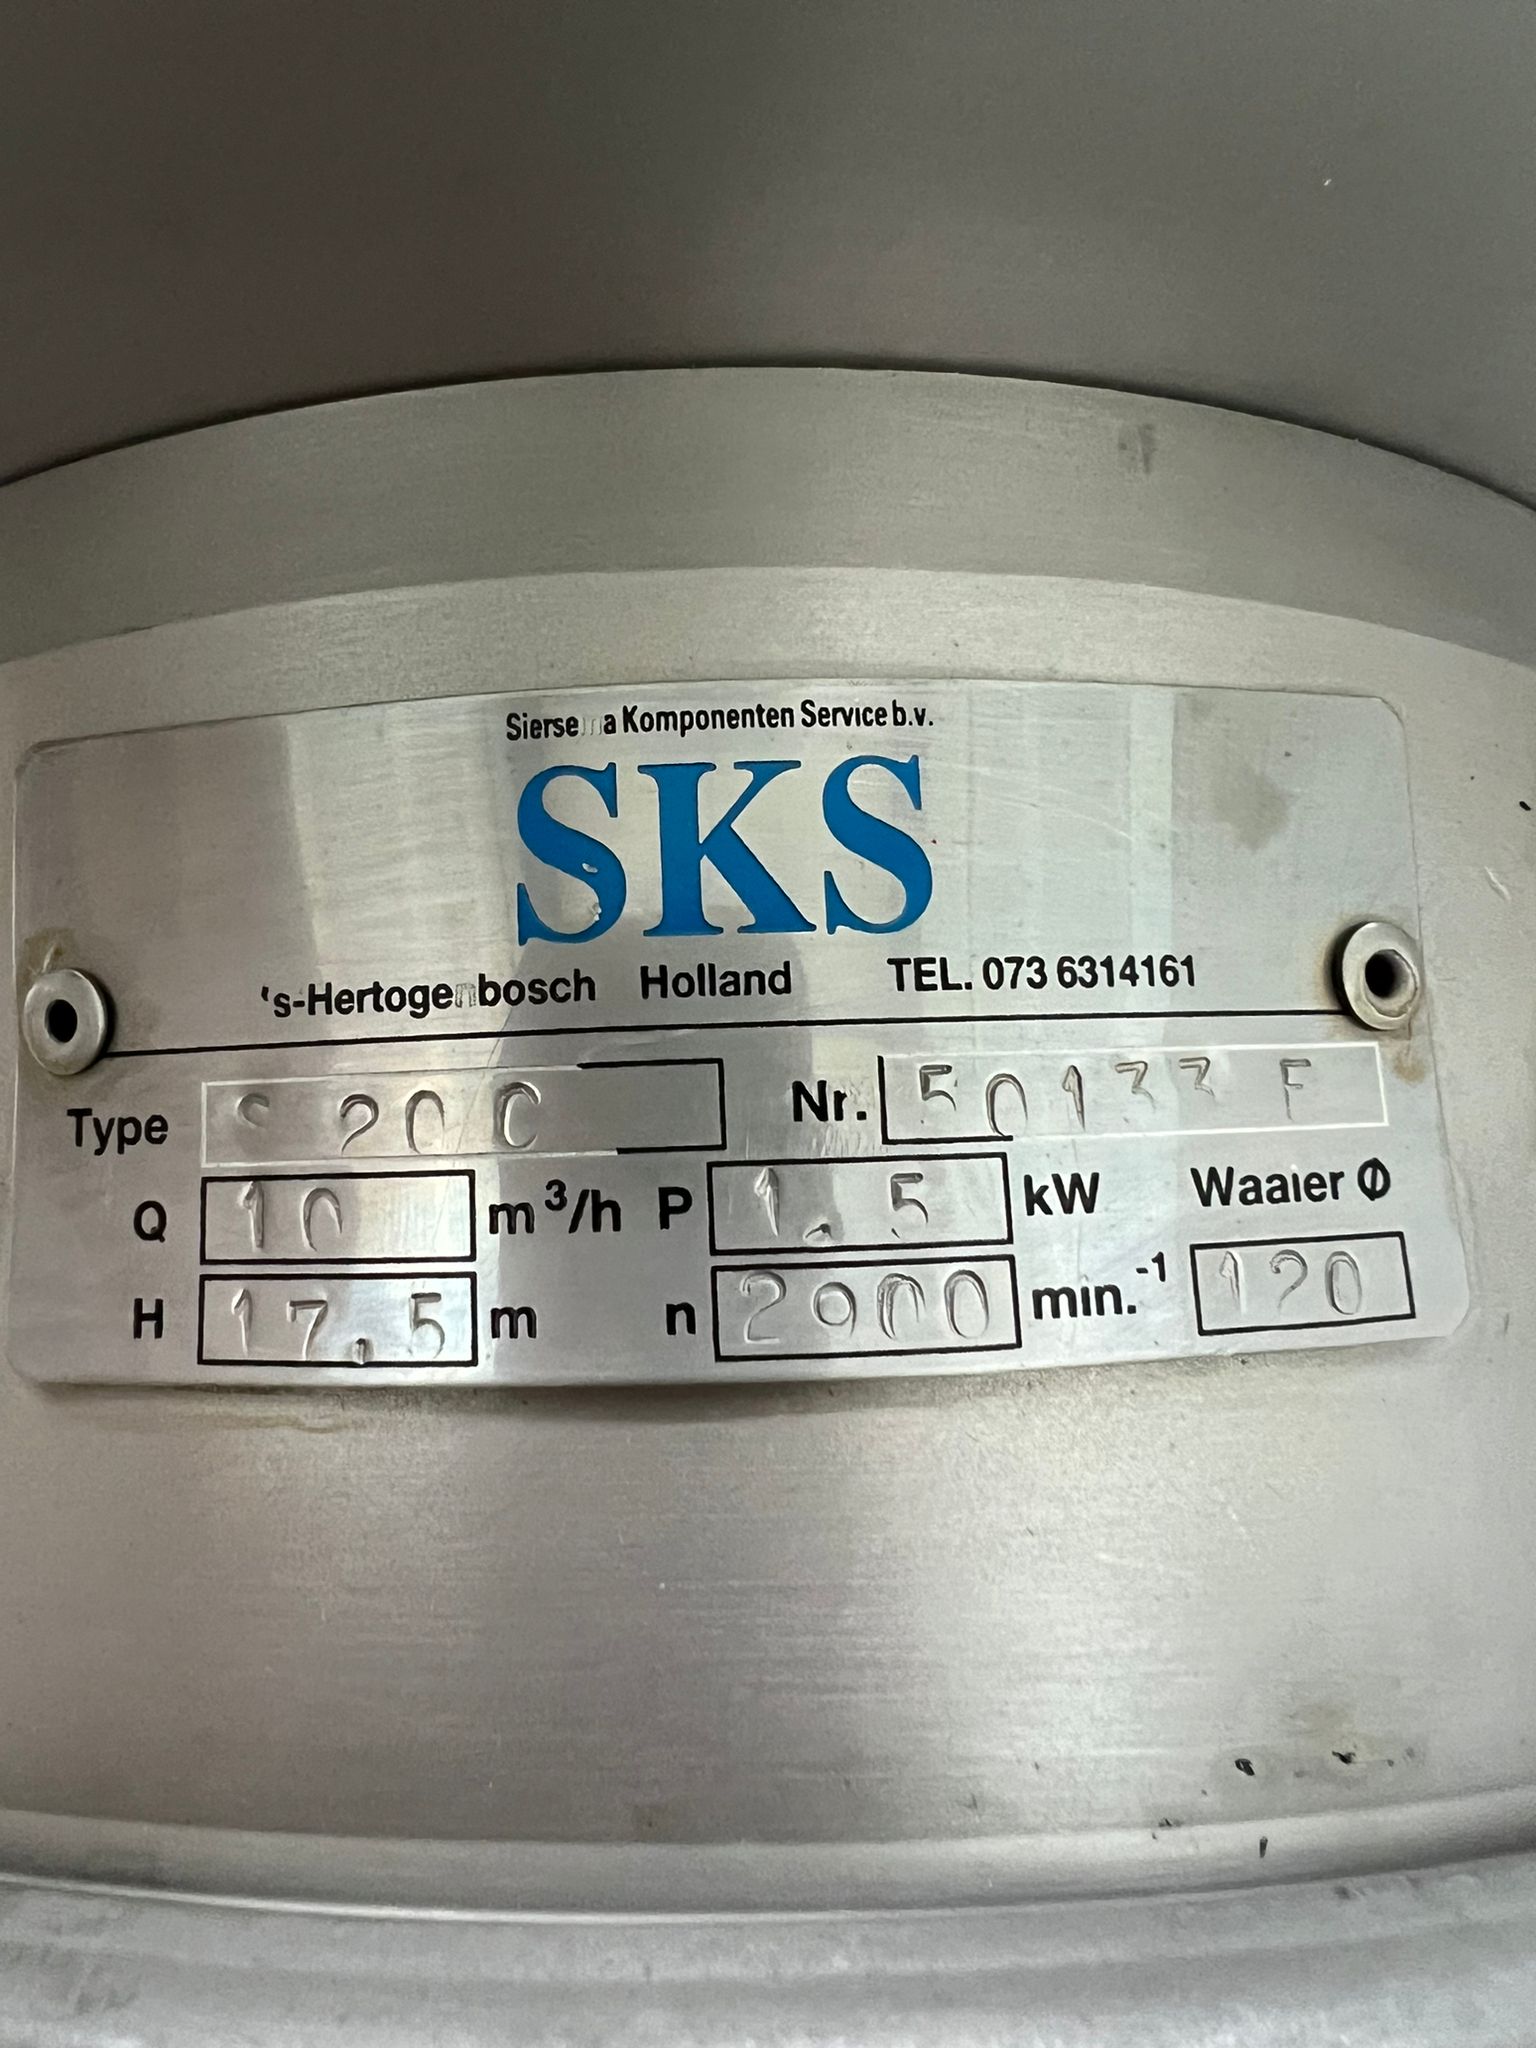 Siersema Komponenten Service b.v.
SKS
's-Hertogenbosch Holland TEL. 073 6314161
Type S 20 C Nr. 50133 F
Q 10 m³/h P 1.5 kW Waaier Ø
H 17.5 m n 2900 min.⁻¹ 120